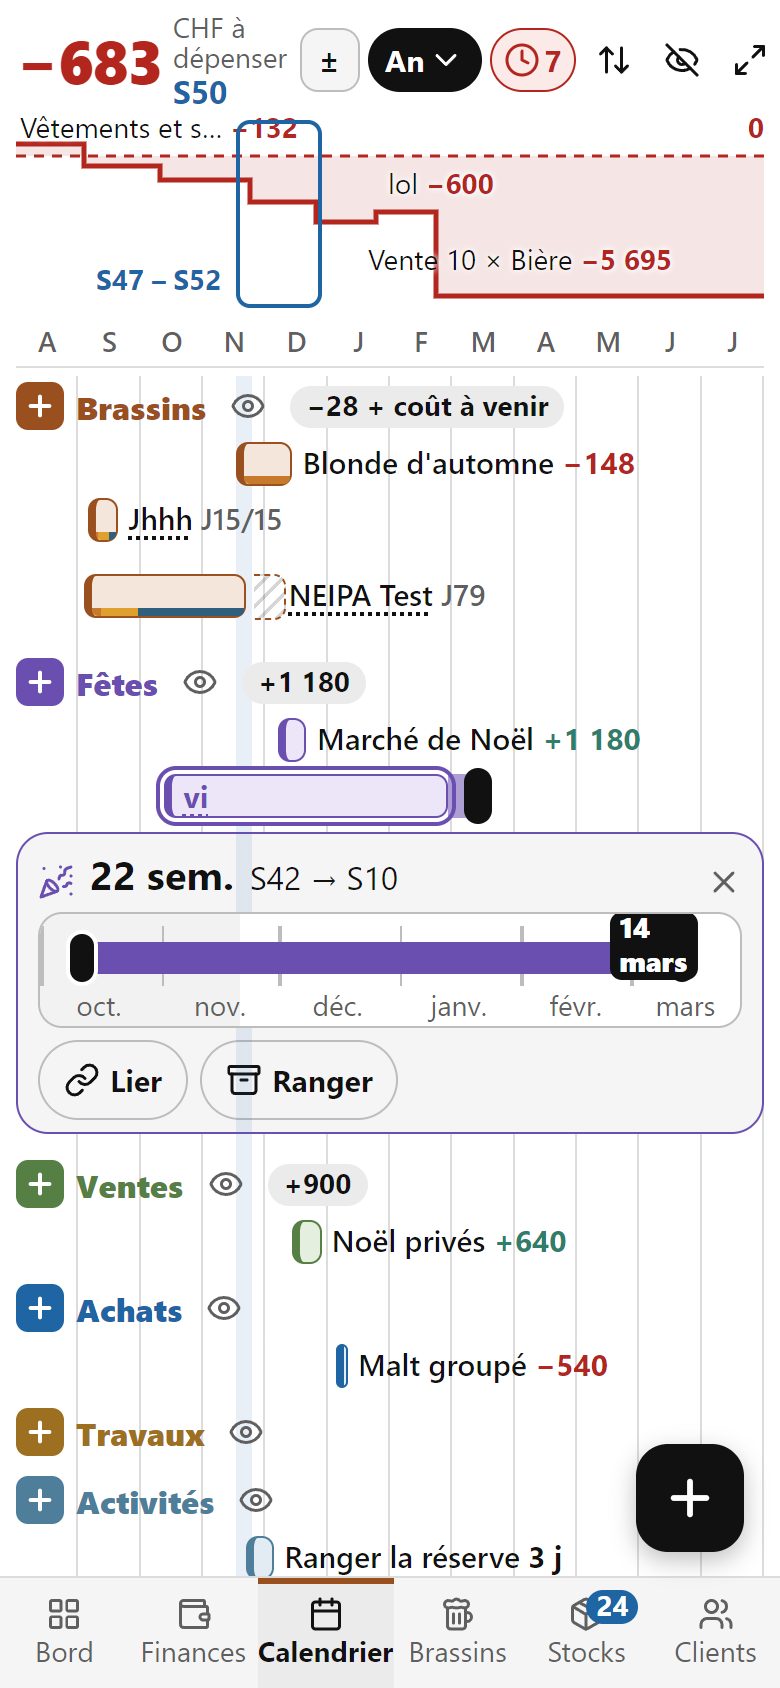 −683
CHF à
dépenser
S50
±
An
7
Vêtements et s... −132
0
lol −600
Vente 10 × Bière −5 695
S47 – S52
A S O N D J F M A M J J
Brassins
−28 + coût à venir
Blonde d'automne −148
Jhhh J15/15
NEIPA Test J79
Fêtes
+1 180
Marché de Noël +1 180
vi
22 sem. S42 → S10
14
mars
oct. nov. déc. janv. févr. mars
Lier
Ranger
Ventes
+900
Noël privés +640
Achats
Malt groupé −540
Travaux
Activités
Ranger la réserve 3 j
24
Bord Finances Calendrier Brassins Stocks Clients